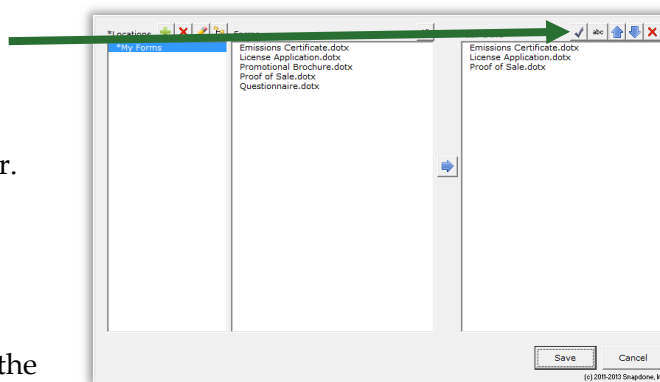 *Locations
*My Forms
Emissions Certificate.dotx
License Application.dotx
Promotional Brochure.dotx
Proof of Sale.dotx
Questionnaire.dotx
abc
Emissions Certificate.dotx
License Application.dotx
Proof of Sale.dotx
r.
the
Save
Cancel
(c) 2011-2013 Snapdone,